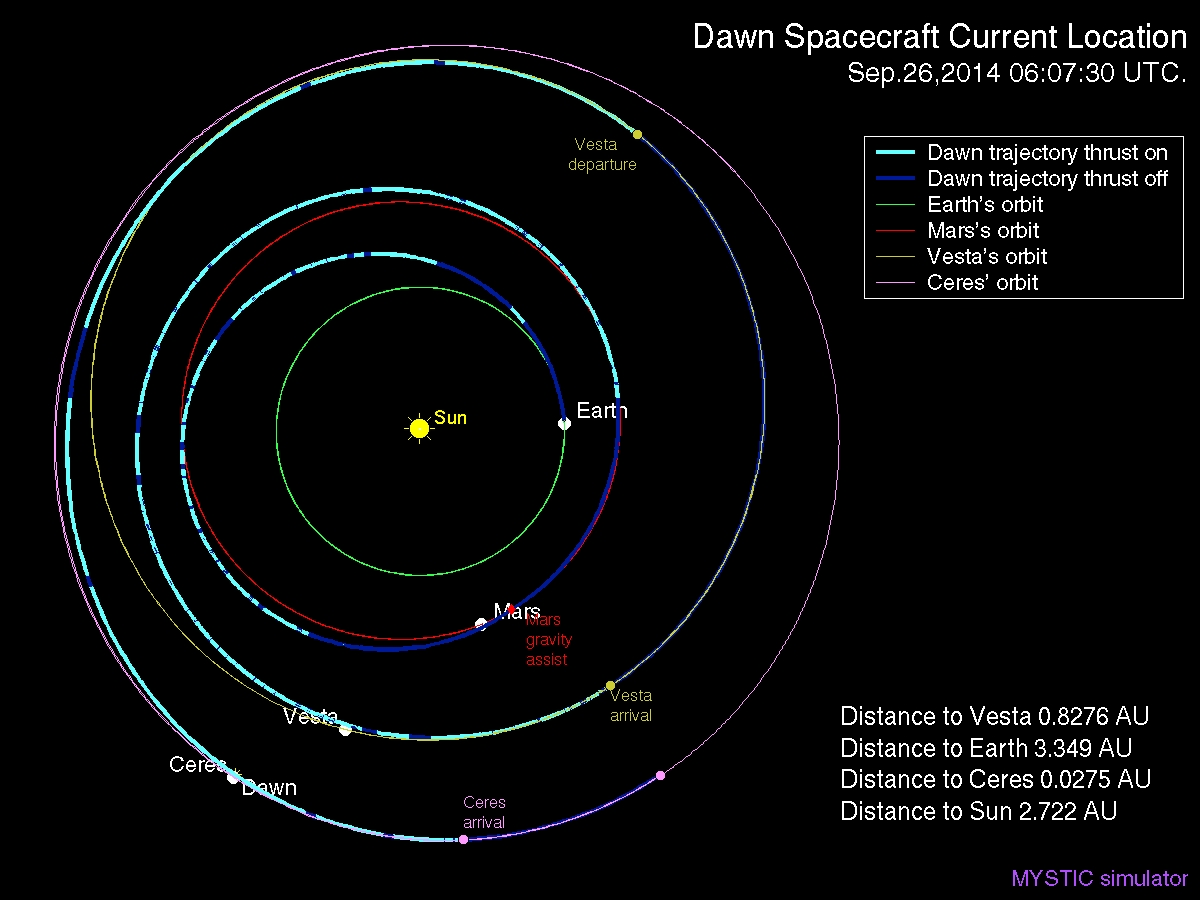 Dawn Spacecraft Current Location
Sep.26,2014 06:07:30 UTC.
Dawn trajectory thrust on
Dawn trajectory thrust off
Earth's orbit
Mars's orbit
Vesta's orbit
Ceres' orbit
Vesta
departure
Sun
Earth
Mars
Mars
gravity
assist
Vesta
arrival
Vesta
Ceres
Dawn
Ceres
arrival
Distance to Vesta 0.8276 AU
Distance to Earth 3.349 AU
Distance to Ceres 0.0275 AU
Distance to Sun 2.722 AU
MYSTIC simulator